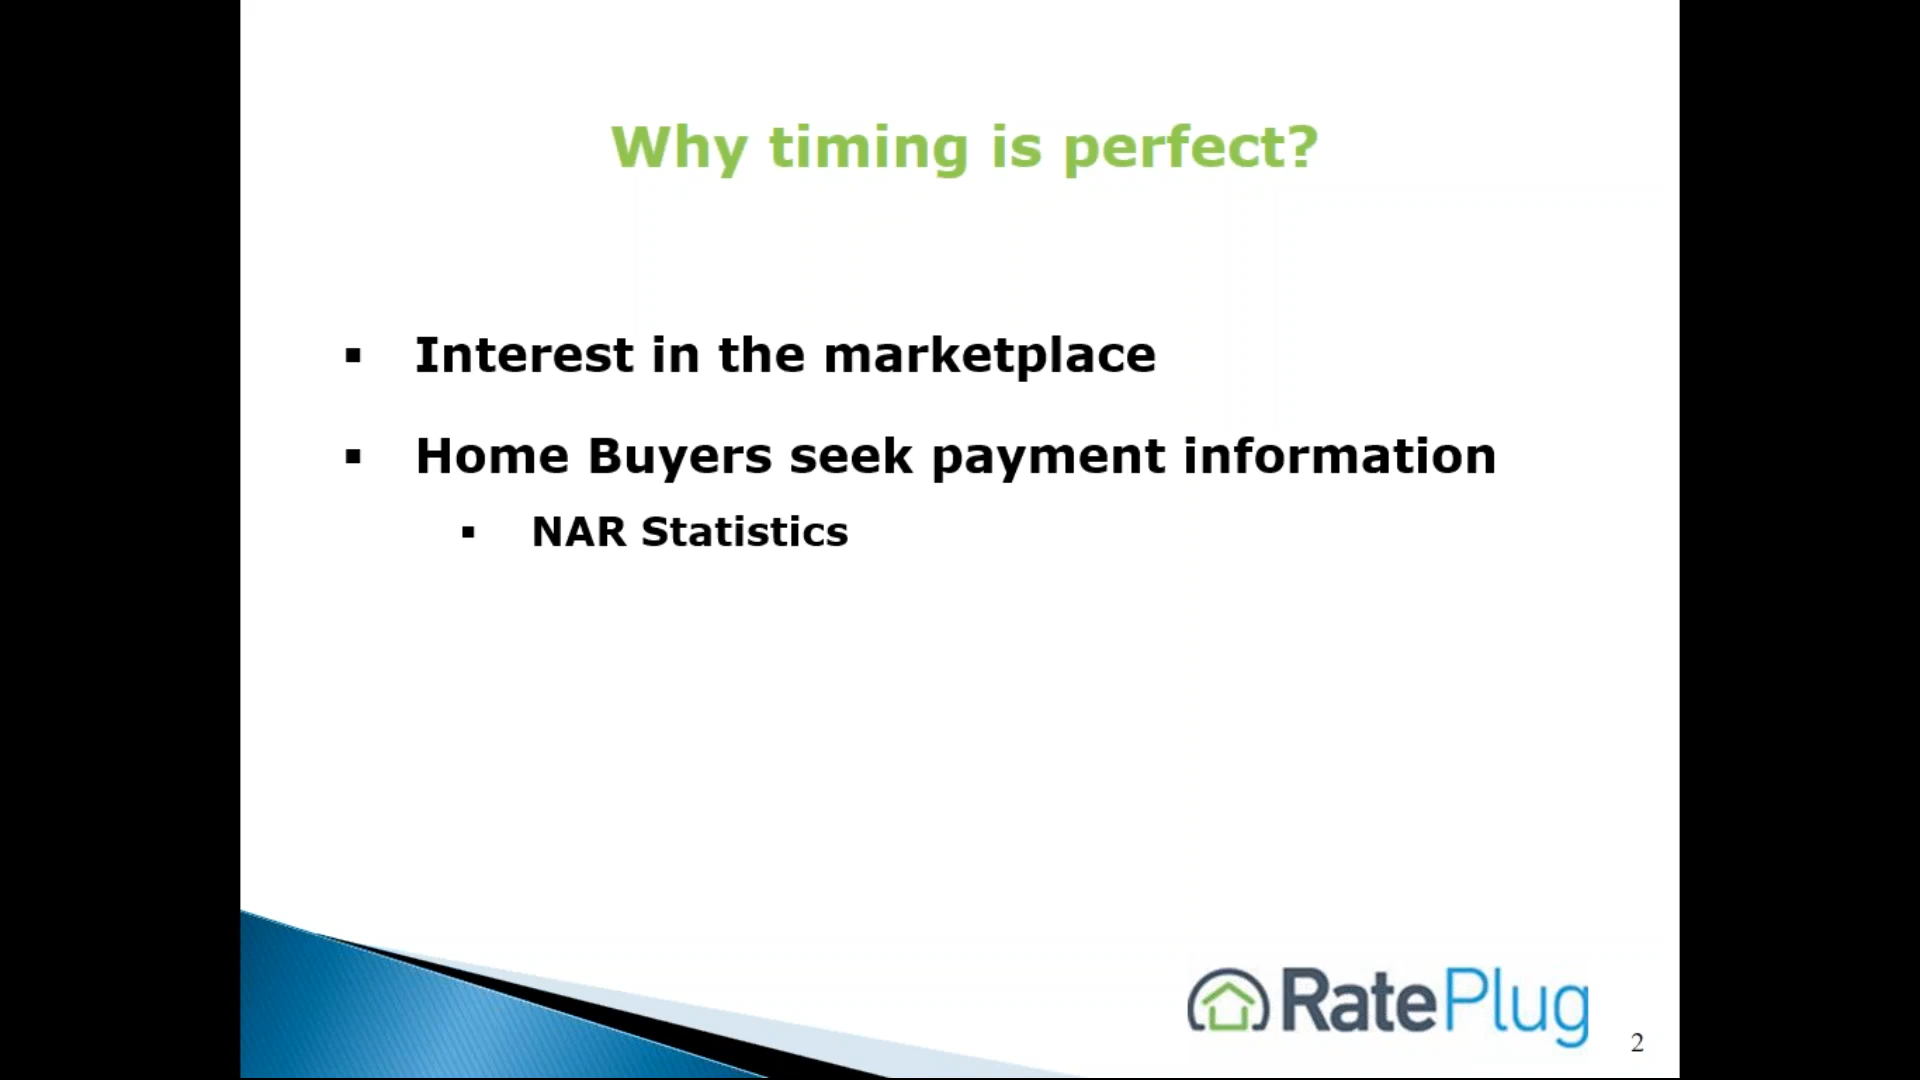 Why timing is perfect?
▪ Interest in the marketplace
▪ Home Buyers seek payment information
▪ NAR Statistics
RatePlug
2